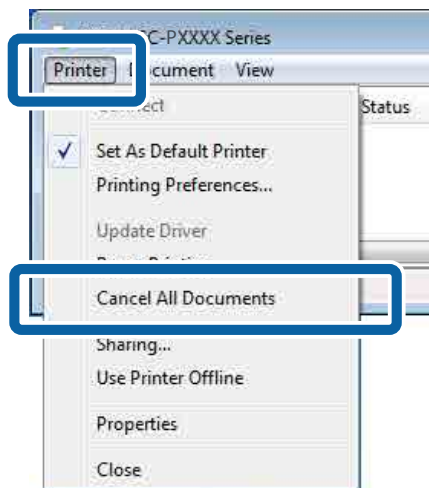 C-PXXXX Series
Printer Document View
Status
Set As Default Printer
Printing Preferences...
Update Driver
Cancel All Documents
Sharing...
Use Printer Offline
Properties
Close